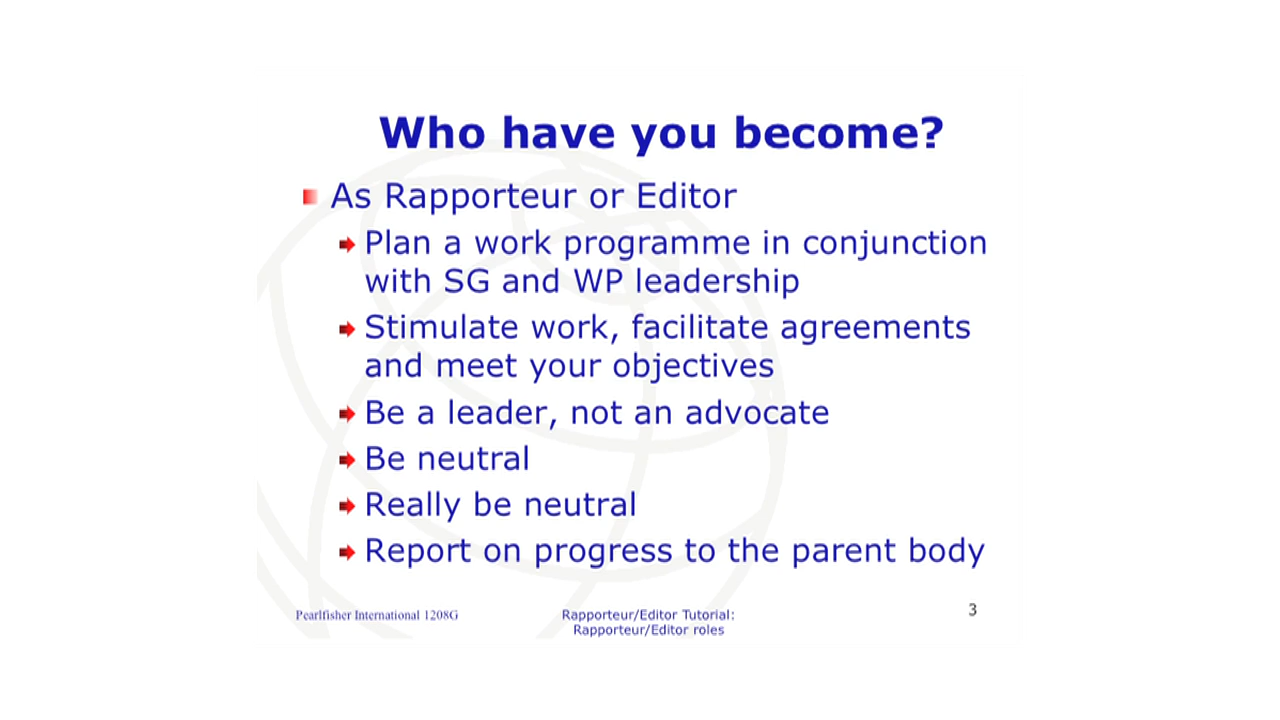 Who have you become?
As Rapporteur or Editor
Plan a work programme in conjunction
with SG and WP leadership
Stimulate work, facilitate agreements
and meet your objectives
Be a leader, not an advocate
Be neutral
Really be neutral
Report on progress to the parent body
Pearlfisher International 1208G
Rapporteur/Editor Tutorial:
Rapporteur/Editor roles
3